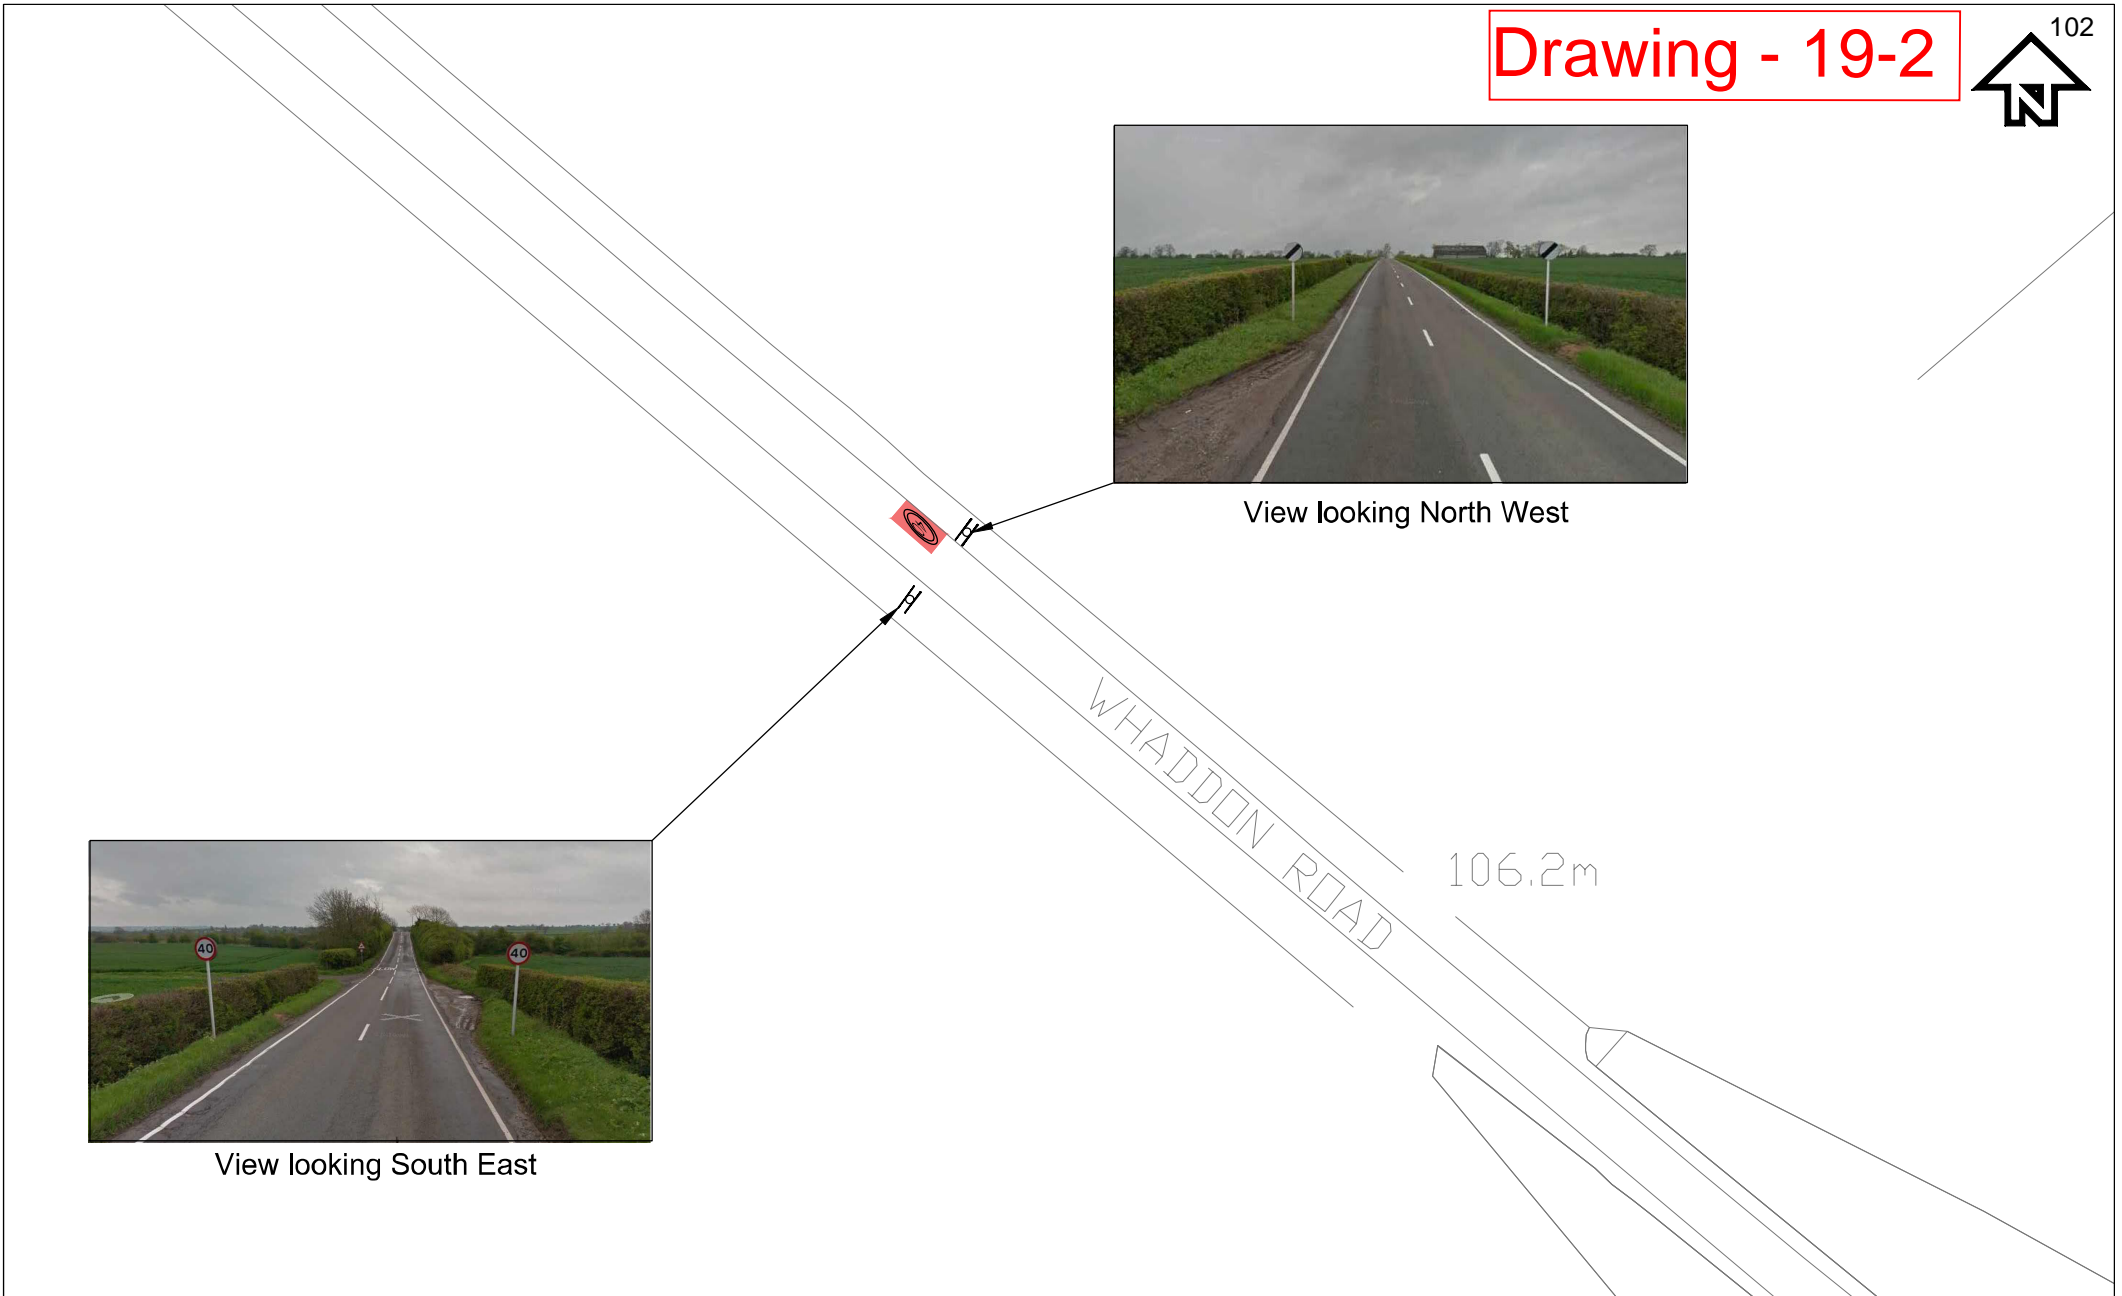 Drawing - 19-2
102
N
View looking North West
WHADDON ROAD
106.2m
40
40
View looking South East